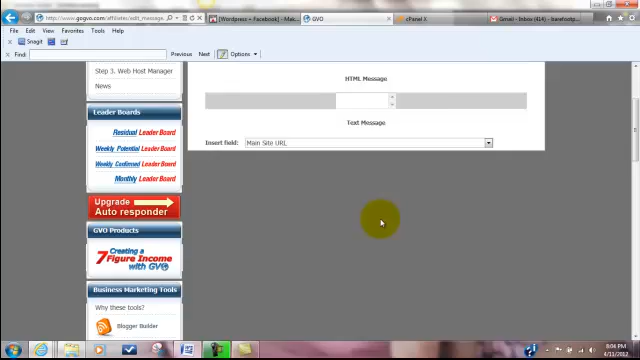 http://www.gogvo.com/affiliates/edit_message.
[Wordpress + Facebook] - Mak...
GVO
cPanel X
Gmail - Inbox (414) - barefootp...
File Edit View Favorites Tools Help
Snagit
Find:
Previous Next Options
Step 3. Web Host Manager
News
HTML Message
Text Message
Insert field: Main Site URL
Leader Boards
Residual Leader Board
Weekly Potential Leader Board
Weekly Confirmed Leader Board
Monthly Leader Board
Upgrade
Auto responder
GVO Products
Creating a
7 Figure Income
with GVO
Business Marketing Tools
Why these tools?
Blogger Builder
8:04 PM
4/11/2012